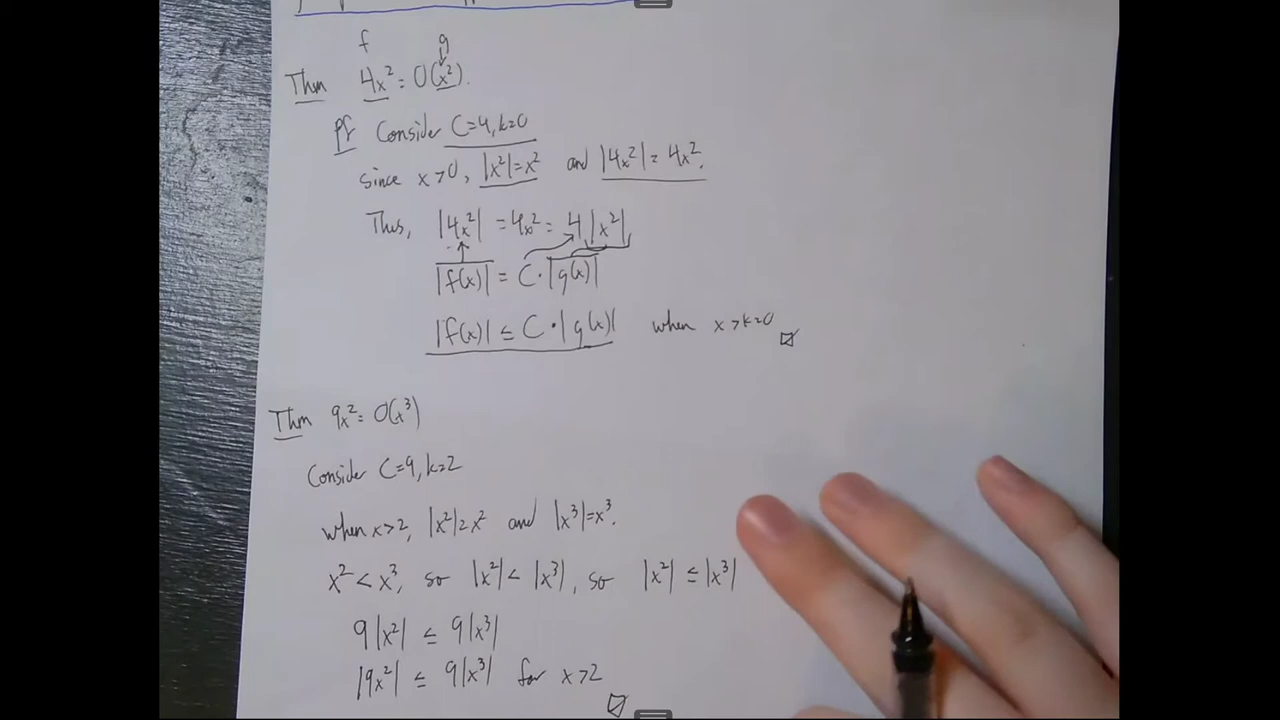 f g
Thm 4x² = O(x²).
Pf Consider C=4, k=0
since x>0, |x²|=x² and |4x²|=4x².
Thus, |4x²| = 4x² = 4|x²|
|f(x)| = C·|g(x)|
|f(x)| ≤ C·|g(x)| when x>k=0
Thm 9x² = O(x³)
Consider C=9, k=2
when x>2, |x²|=x² and |x³|=x³.
x² < x³, so |x²| < |x³|, so |x²| ≤ |x³|
9|x²| ≤ 9|x³|
|9x²| ≤ 9|x³| for x>2